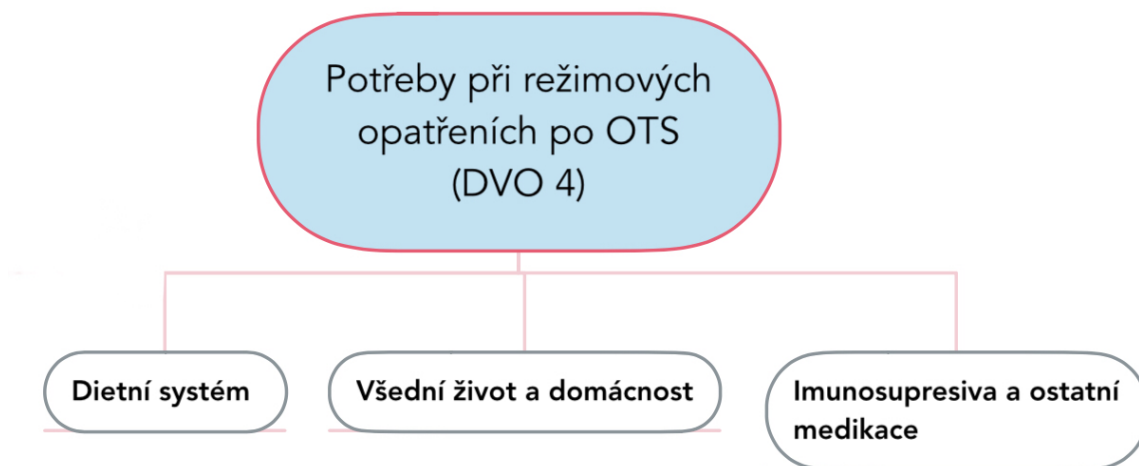 Potřeby při režimových
opatřeních po OTS
(DVO 4)
Dietní systém
Všední život a domácnost
Imunosupresiva a ostatní
medikace